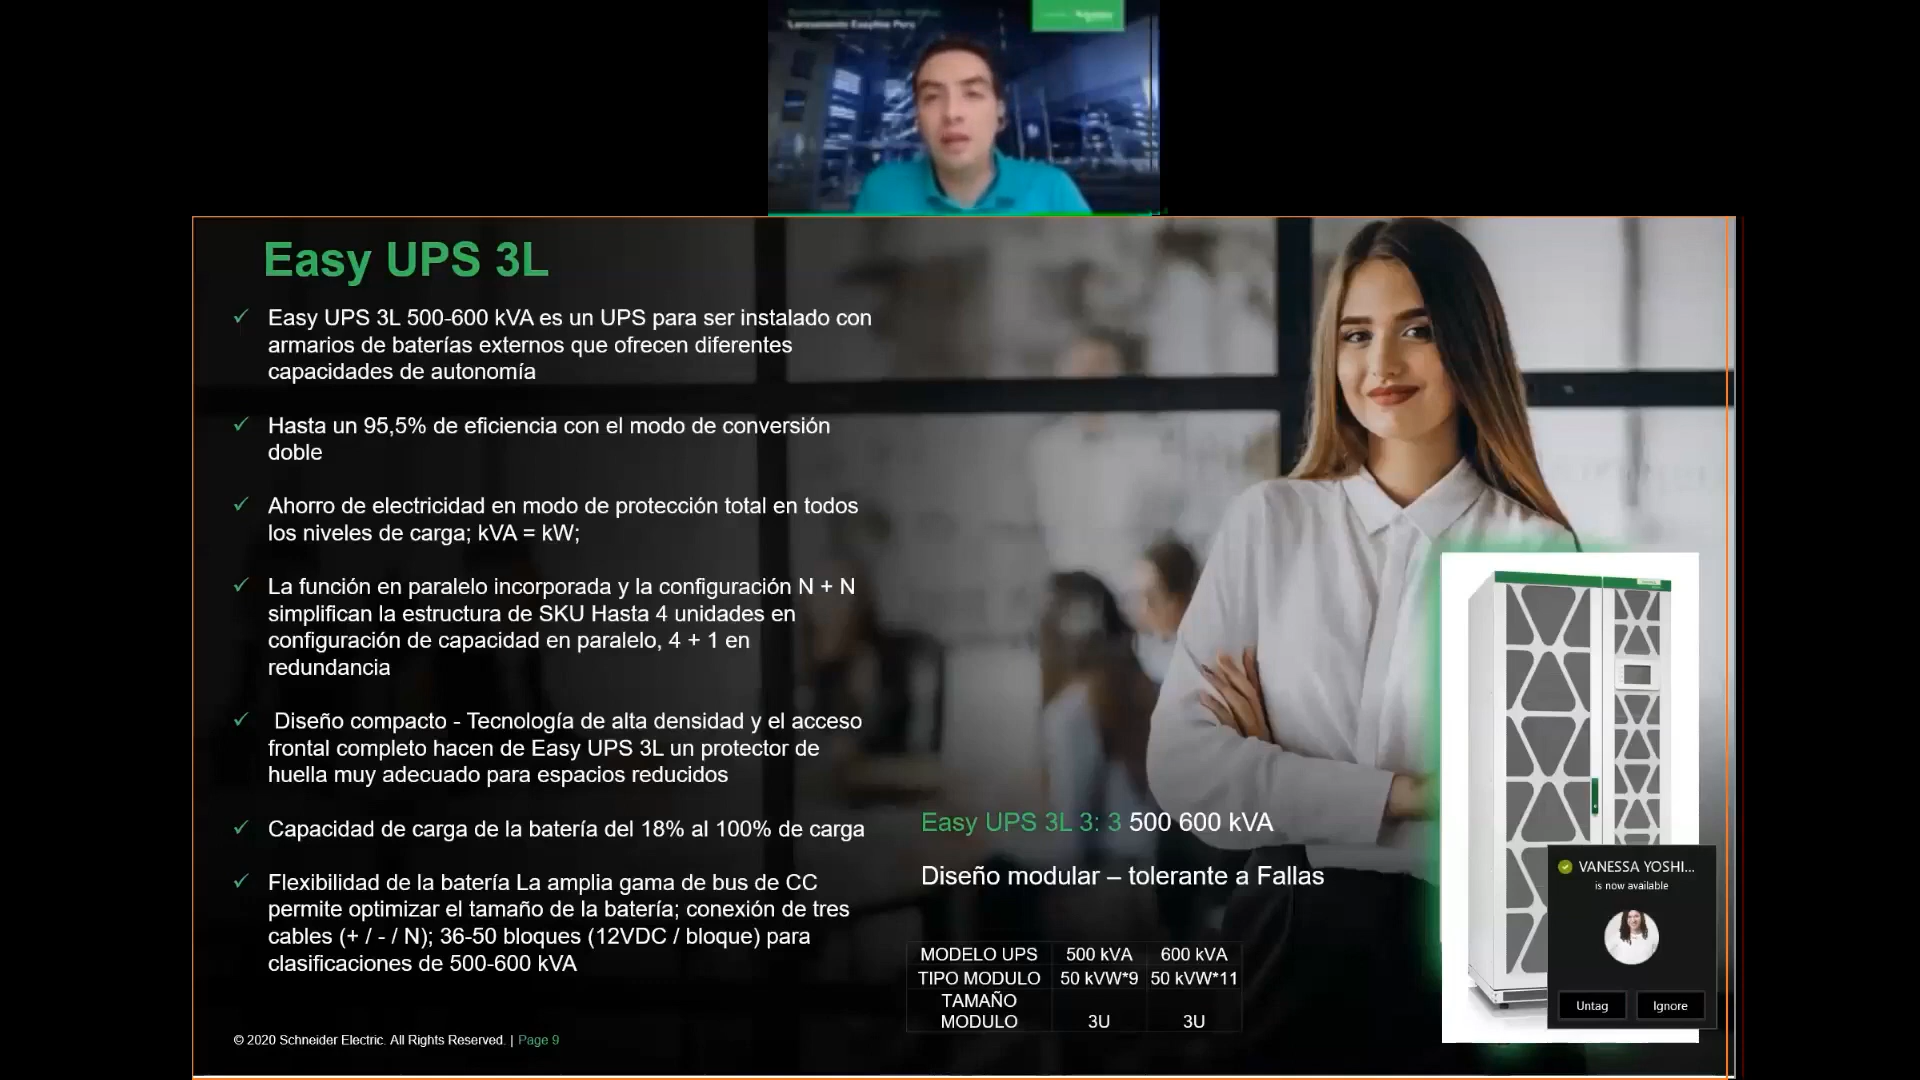 Lanzamiento Easyline Perú
Easy UPS 3L
✓ Easy UPS 3L 500-600 kVA es un UPS para ser instalado con
armarios de baterías externos que ofrecen diferentes
capacidades de autonomía
✓ Hasta un 95,5% de eficiencia con el modo de conversión
doble
✓ Ahorro de electricidad en modo de protección total en todos
los niveles de carga; kVA = kW;
✓ La función en paralelo incorporada y la configuración N + N
simplifican la estructura de SKU Hasta 4 unidades en
configuración de capacidad en paralelo, 4 + 1 en
redundancia
✓ Diseño compacto - Tecnología de alta densidad y el acceso
frontal completo hacen de Easy UPS 3L un protector de
huella muy adecuado para espacios reducidos
✓ Capacidad de carga de la batería del 18% al 100% de carga
✓ Flexibilidad de la batería La amplia gama de bus de CC
permite optimizar el tamaño de la batería; conexión de tres
cables (+ / - / N); 36-50 bloques (12VDC / bloque) para
clasificaciones de 500-600 kVA
Easy UPS 3L 3: 3 500 600 kVA
Diseño modular – tolerante a Fallas
MODELO UPS 500 kVA 600 kVA
TIPO MODULO 50 kVW*9 50 kVW*11
TAMAÑO
MODULO 3U 3U
VANESSA YOSHI...
is now available
Untag Ignore
© 2020 Schneider Electric. All Rights Reserved. | Page 9